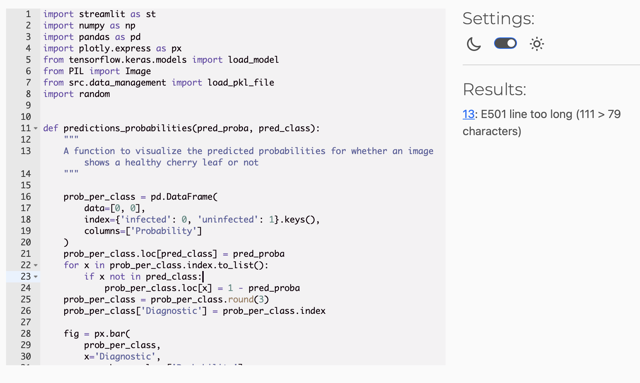 1 import streamlit as st
2 import numpy as np
3 import pandas as pd
4 import plotly.express as px
5 from tensorflow.keras.models import load_model
6 from PIL import Image
7 from src.data_management import load_pkl_file
8 import random
9
10
11 def predictions_probabilities(pred_proba, pred_class):
12 """
13 A function to visualize the predicted probabilities for whether an image
shows a healthy cherry leaf or not
14 """
15
16 prob_per_class = pd.DataFrame(
17 data=[0, 0],
18 index={'infected': 0, 'uninfected': 1}.keys(),
19 columns=['Probability']
20 )
21 prob_per_class.loc[pred_class] = pred_proba
22 for x in prob_per_class.index.to_list():
23 if x not in pred_class:
24 prob_per_class.loc[x] = 1 - pred_proba
25 prob_per_class = prob_per_class.round(3)
26 prob_per_class['Diagnostic'] = prob_per_class.index
27
28 fig = px.bar(
29 prob_per_class,
30 x='Diagnostic',
Settings:
Results:
13: E501 line too long (111 > 79
characters)